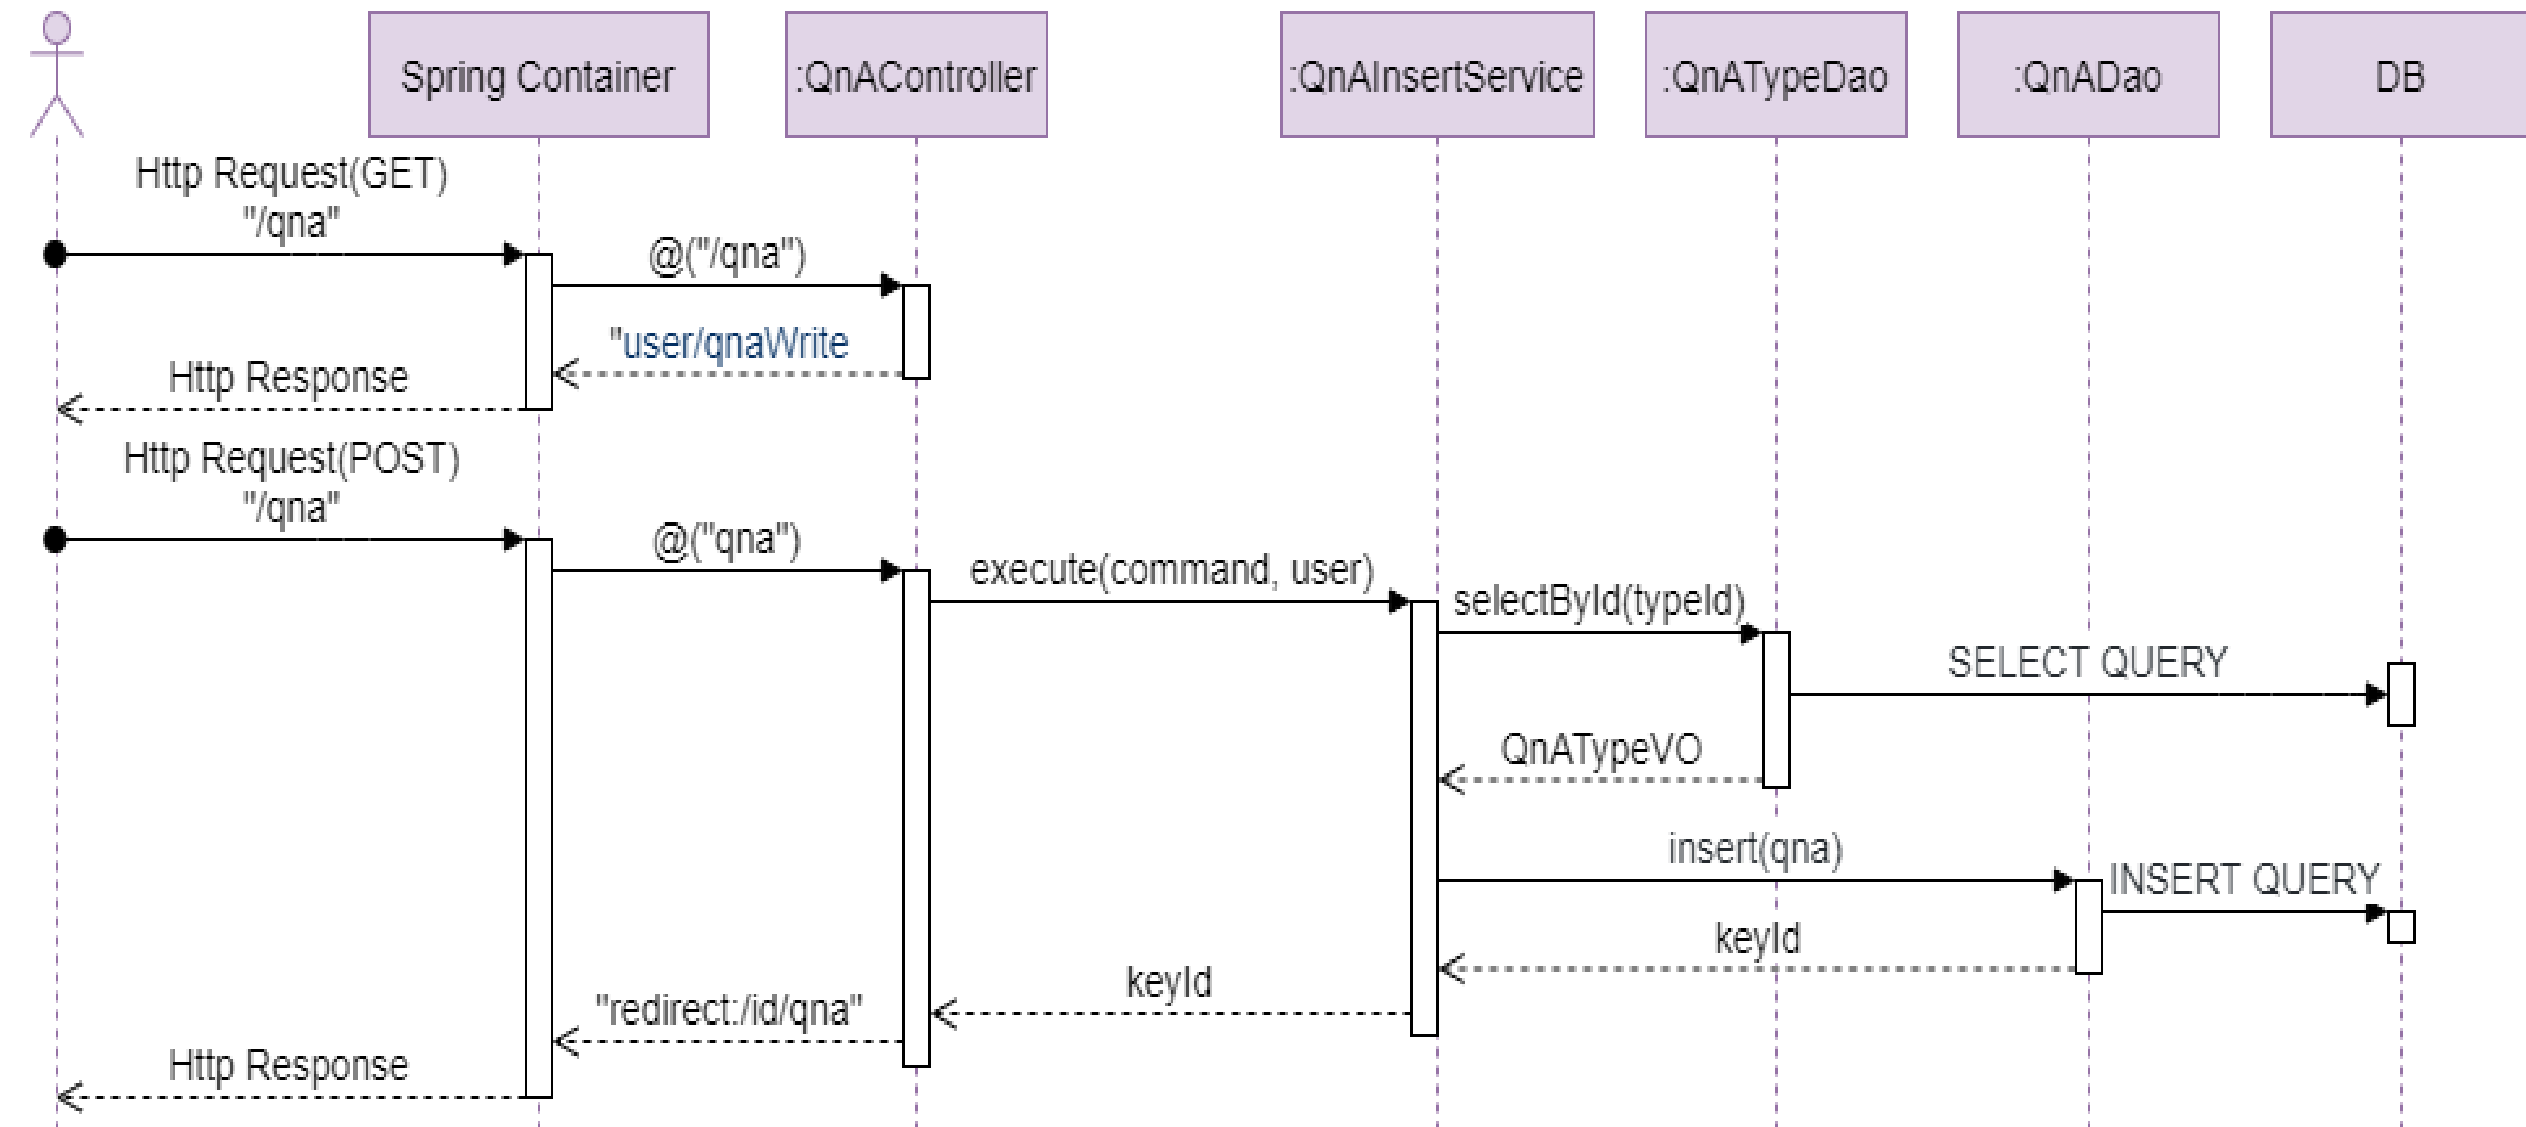 Spring Container
:QnAController
:QnAInsertService
:QnATypeDao
:QnADao
DB
Http Request(GET)
"/qna"
@("/qna")
"user/qnaWrite
Http Response
Http Request(POST)
"/qna"
@("qna")
execute(command, user)
selectById(typeId)
SELECT QUERY
QnATypeVO
insert(qna)
INSERT QUERY
keyId
keyId
"redirect:/id/qna"
Http Response